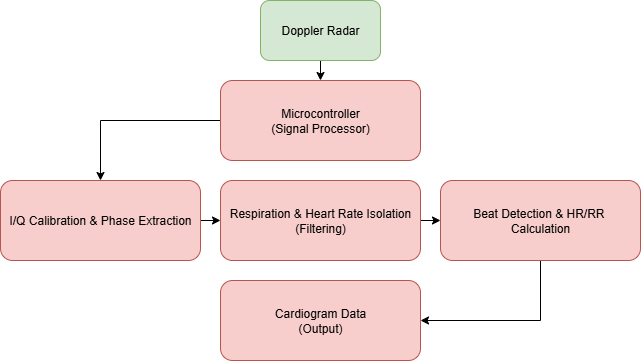 Doppler Radar
Microcontroller
(Signal Processor)
I/Q Calibration & Phase Extraction
Respiration & Heart Rate Isolation
(Filtering)
Beat Detection & HR/RR
Calculation
Cardiogram Data
(Output)